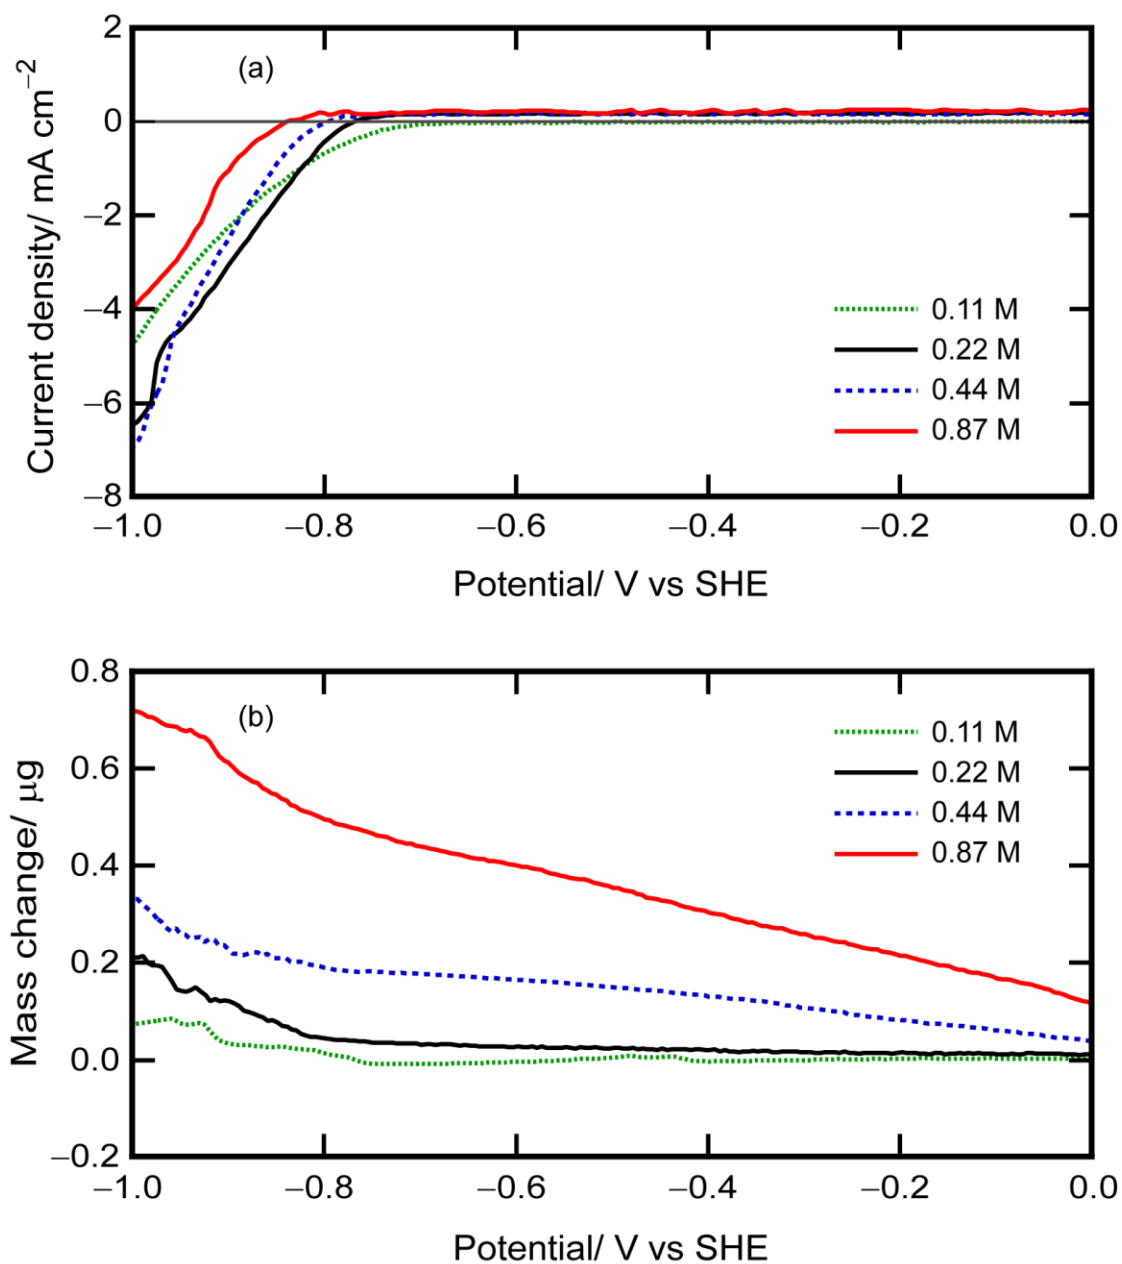 (a)
Current density/ mA cm⁻²
2
0
−2
−4
−6
−8
0.11 M
0.22 M
0.44 M
0.87 M
−1.0 −0.8 −0.6 −0.4 −0.2 0.0
Potential/ V vs SHE
(b)
Mass change/ μg
0.8
0.6
0.4
0.2
0.0
−0.2
0.11 M
0.22 M
0.44 M
0.87 M
−1.0 −0.8 −0.6 −0.4 −0.2 0.0
Potential/ V vs SHE